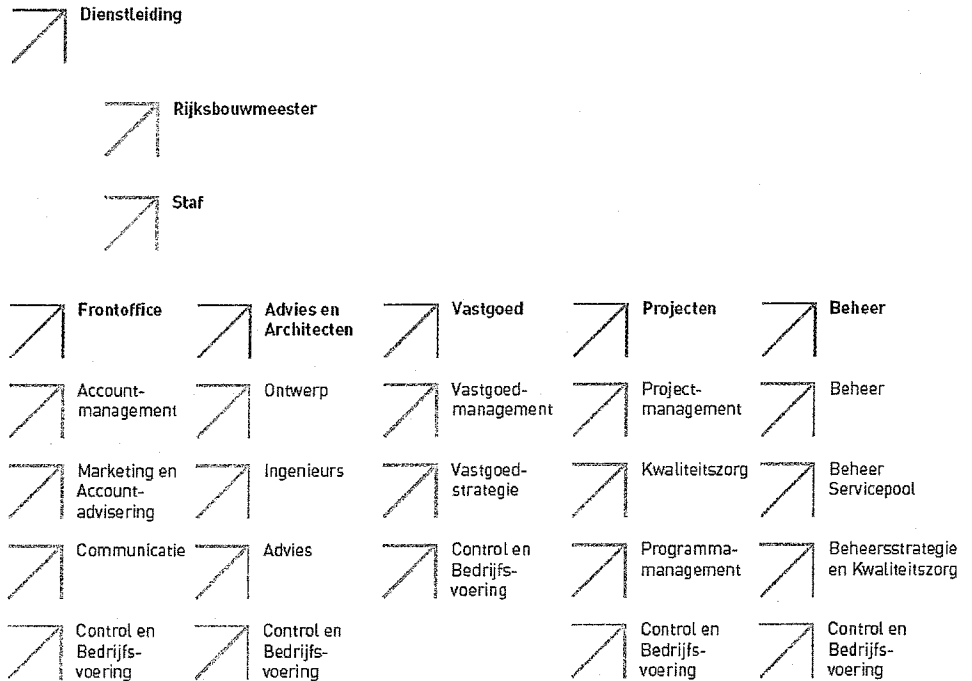 Dienstleiding
Rijksbouwmeester
Staf
Frontoffice
Advies en
Architecten
Vastgoed
Projecten
Beheer
Account-
management
Ontwerp
Vastgoed-
management
Project-
management
Beheer
Marketing en
Account-
advisering
Ingenieurs
Vastgoed-
strategie
Kwaliteitszorg
Beheer
Servicepool
Communicatie
Advies
Control en
Bedrijfs-
voering
Programma-
management
Beheersstrategie
en Kwaliteitszorg
Control en
Bedrijfs-
voering
Control en
Bedrijfs-
voering
Control en
Bedrijfs-
voering
Control en
Bedrijfs-
voering